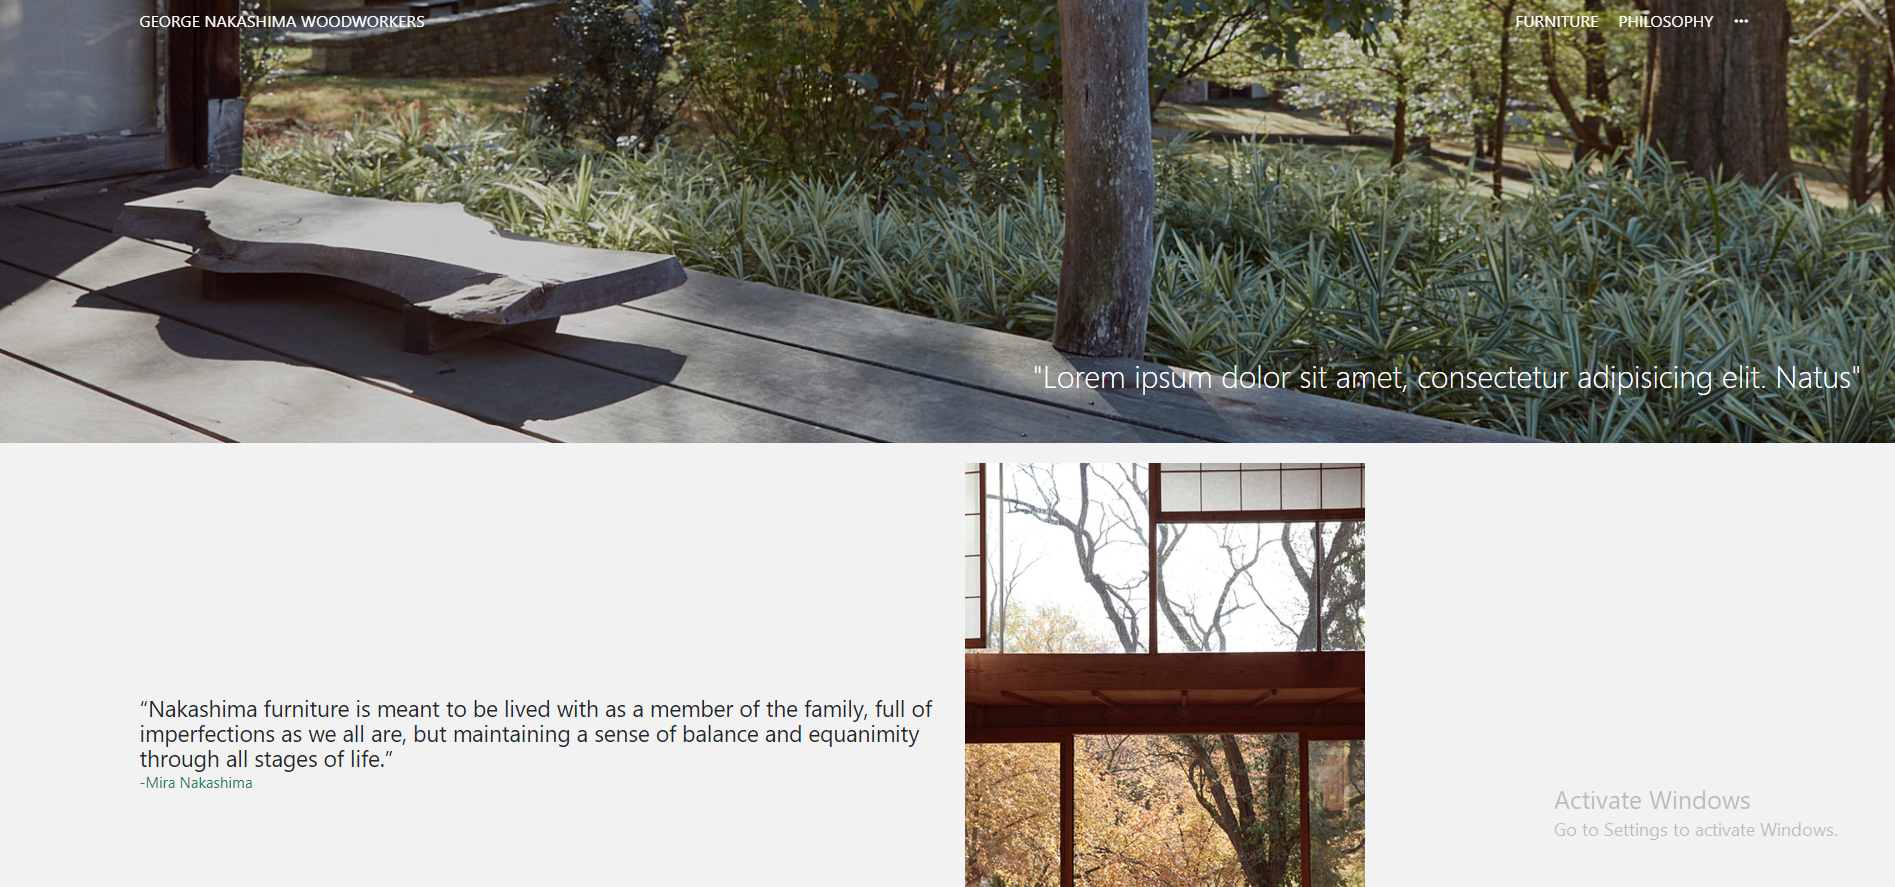 GEORGE NAKASHIMA WOODWORKERS
FURNITURE PHILOSOPHY •••
"Lorem ipsum dolor sit amet, consectetur adipisicing elit. Natus"
“Nakashima furniture is meant to be lived with as a member of the family, full of
imperfections as we all are, but maintaining a sense of balance and equanimity
through all stages of life.”
-Mira Nakashima
Activate Windows
Go to Settings to activate Windows.